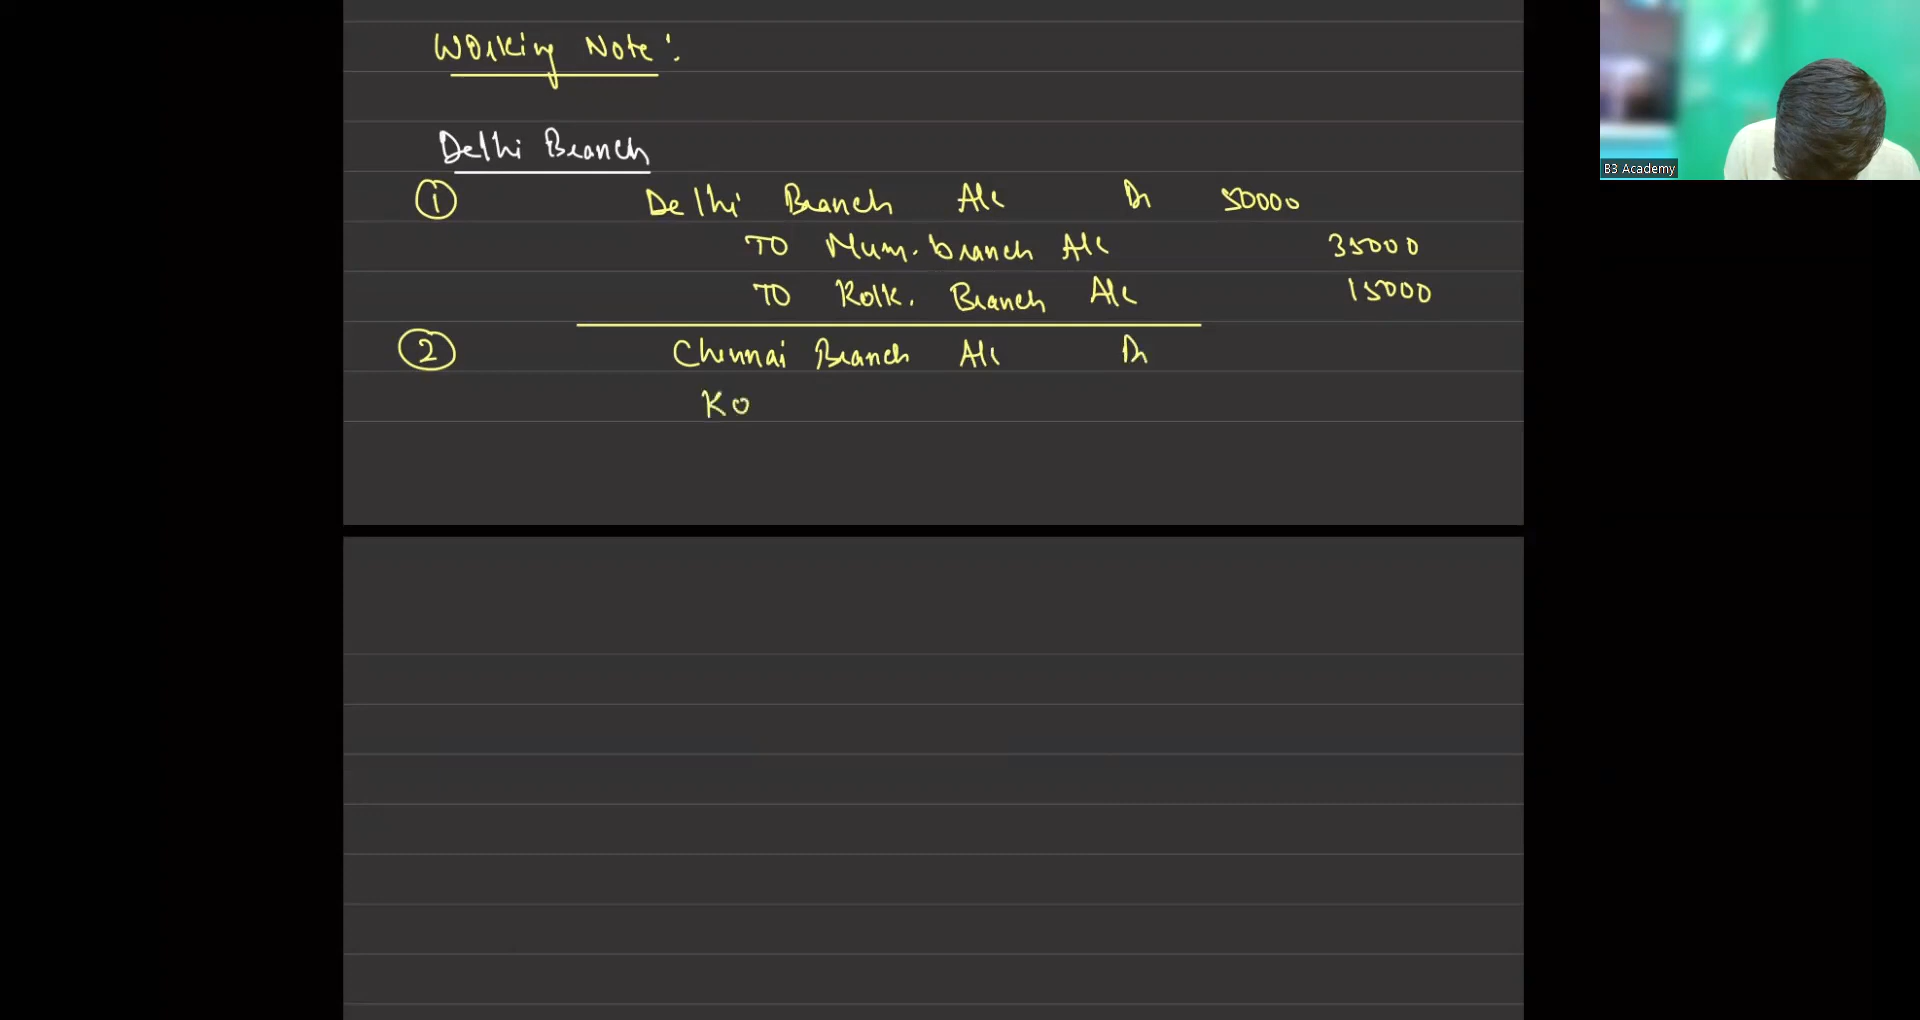 Working Note:
Delhi Branch
① Delhi Branch A/c Dr 50000
TO Mum. branch A/c 35000
TO Kolk. Branch A/c 15000
② Chennai Branch A/c Dr
Ko
B3 Academy